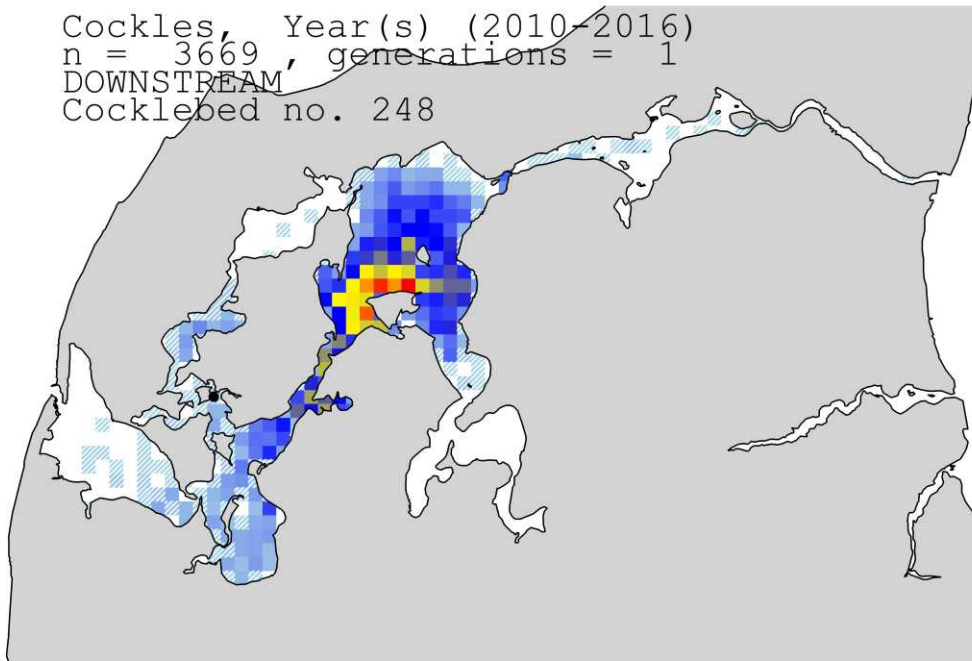 Cockles, Year(s) (2010-2016)
n = 3669 , generations = 1
DOWNSTREAM
Cocklebed no. 248